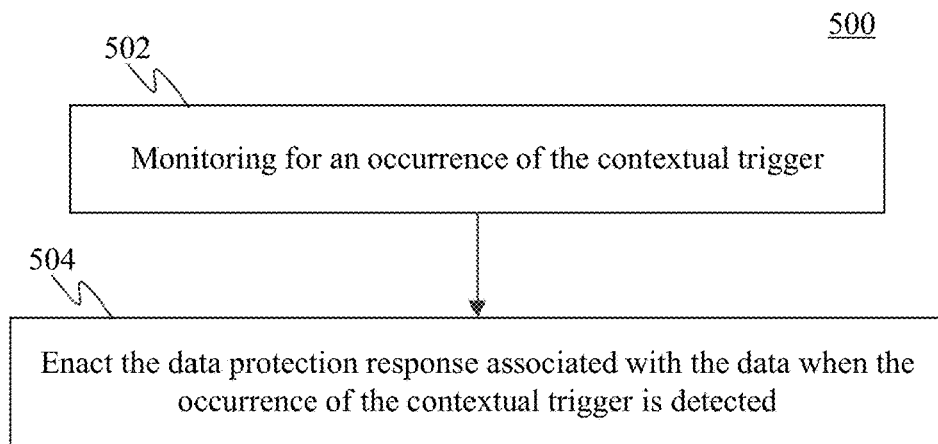 500
502
Monitoring for an occurrence of the contextual trigger
504
Enact the data protection response associated with the data when the
occurrence of the contextual trigger is detected